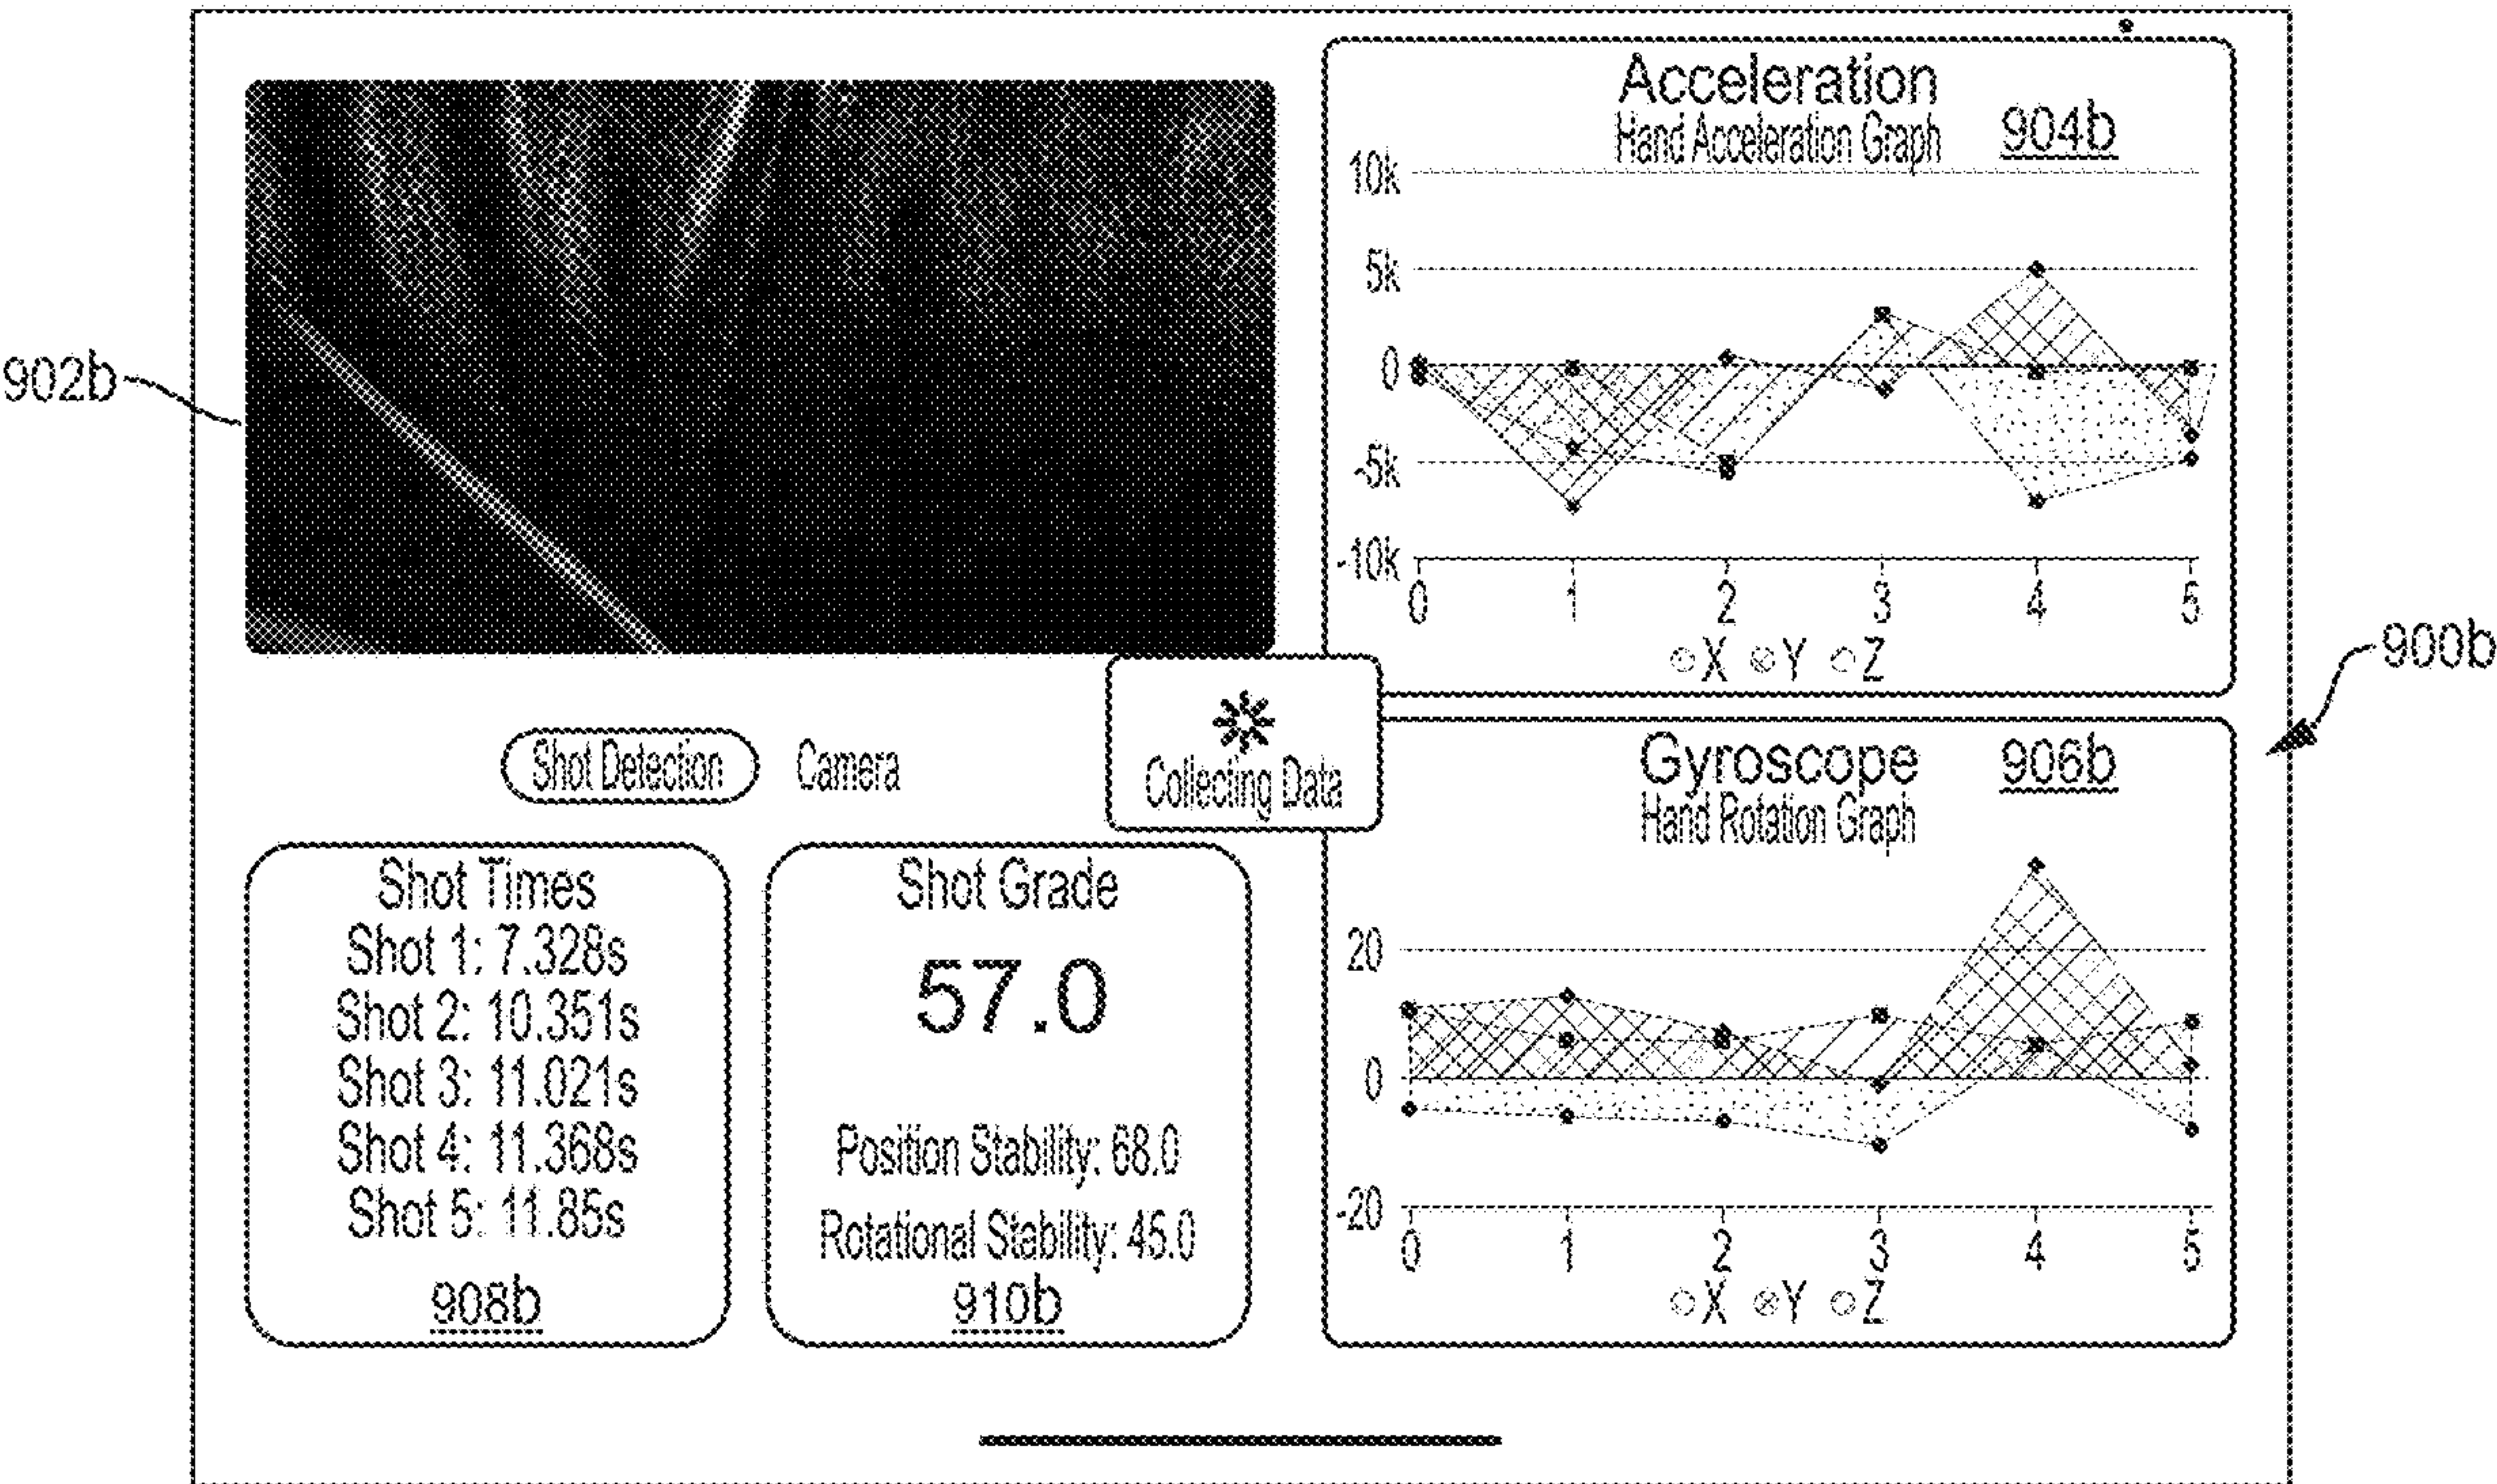 902b
Acceleration
904b
Hand Acceleration Graph
10k
5k
0
-5k
-10k
0 1 2 3 4 5
X Y Z
900b
Shot Detection
Camera
Collecting Data
Gyroscope
906b
Hand Rotation Graph
20
0
-20
0 1 2 3 4 5
X Y Z
Shot Times
Shot 1: 7.328s
Shot 2: 10.351s
Shot 3: 11.021s
Shot 4: 11.368s
Shot 5: 11.85s
908b
Shot Grade
57.0
Position Stability: 68.0
Rotational Stability: 45.0
910b